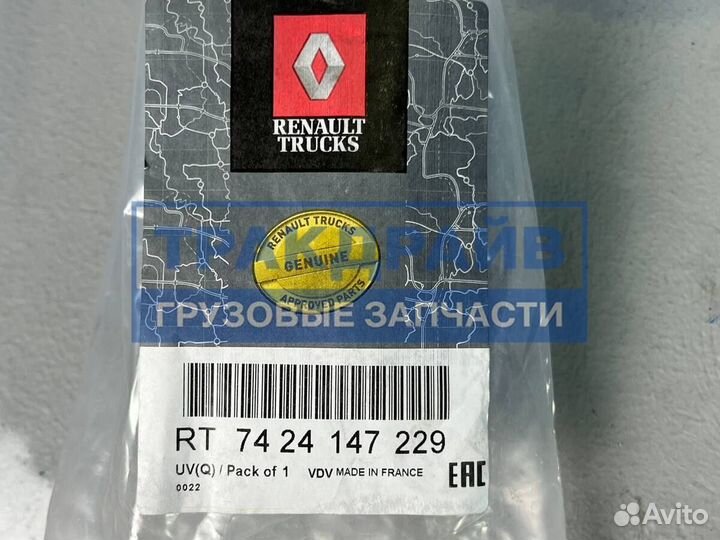 RENAULT
TRUCKS
RENAULT TRUCKS
GENUINE
APPROVED PARTS
ТРАКДРАЙВ
ГРУЗОВЫЕ ЗАПЧАСТИ
RT 74 24 147 229
UV(Q) / Pack of 1 VDV MADE IN FRANCE
0022
EAC
Avito